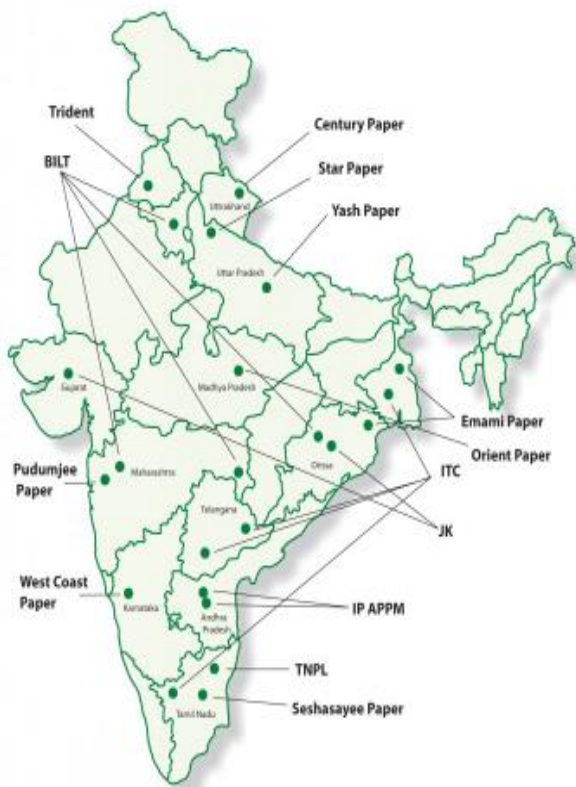 Trident
Century Paper
BILT
Star Paper
Uttrakhand
Yash Paper
Uttar Pradesh
Gujarat
Madhya Pradesh
Emami Paper
Orient Paper
Pudumjee
Paper
Maharashtra
Orissa
ITC
Telangana
JK
West Coast
Paper
Karnataka
IP APPM
Andhra
Pradesh
TNPL
Seshasayee Paper
Tamil Nadu